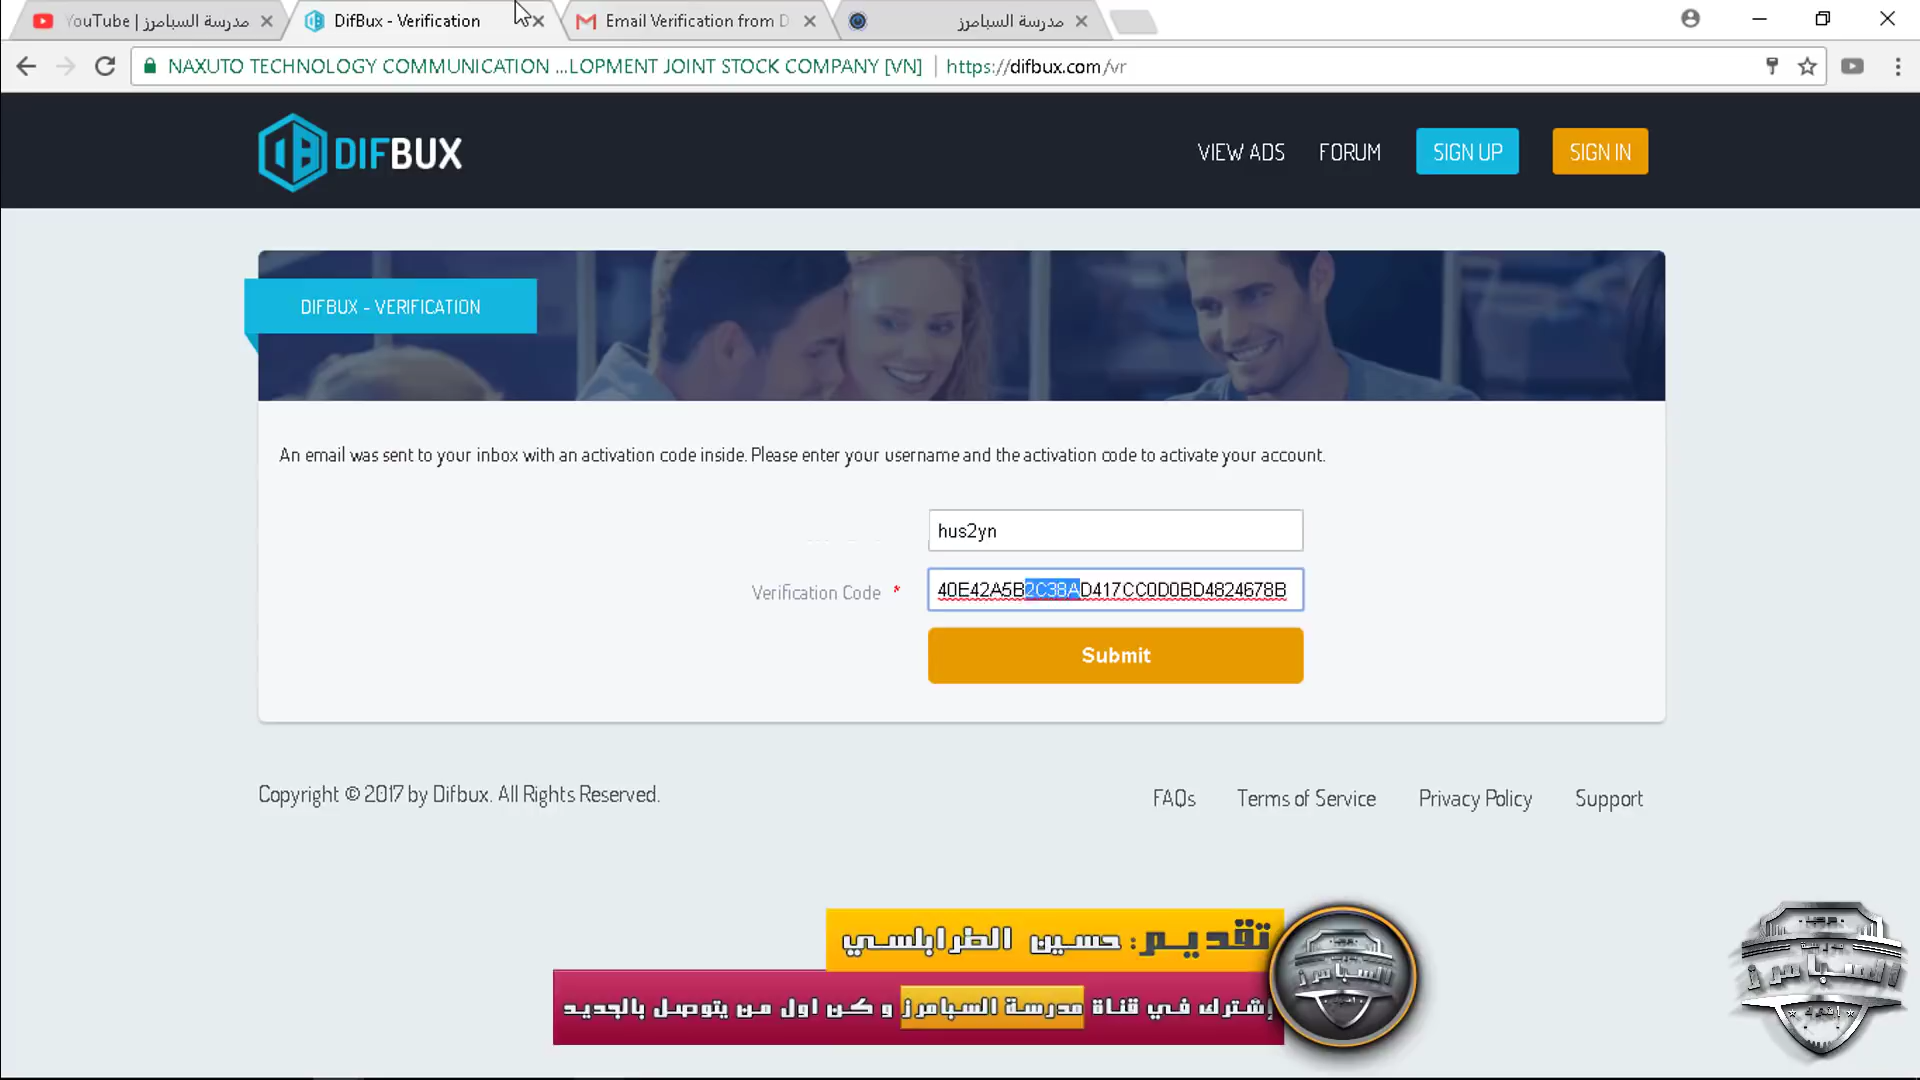 YouTube | مدرسة السبامرز
DifBux - Verification
Email Verification from D
مدرسة السبامرز
NAXUTO TECHNOLOGY COMMUNICATION ...LOPMENT JOINT STOCK COMPANY [VN]
https://difbux.com/vr
DIFBUX
VIEW ADS
FORUM
SIGN UP
SIGN IN
DIFBUX - VERIFICATION
An email was sent to your inbox with an activation code inside. Please enter your username and the activation code to activate your account.
hus2yn
Verification Code *
40E42A5B2C38AD417CC0D0BD4824678B
Submit
Copyright © 2017 by Difbux. All Rights Reserved.
FAQs
Terms of Service
Privacy Policy
Support
تقديم: حسين الطرابلسي
إشترك في قناة مدرسة السبامرز و كن اول من يتوصل بالجديد
مدرسة
السبامرز
مدرسة
السبامرز